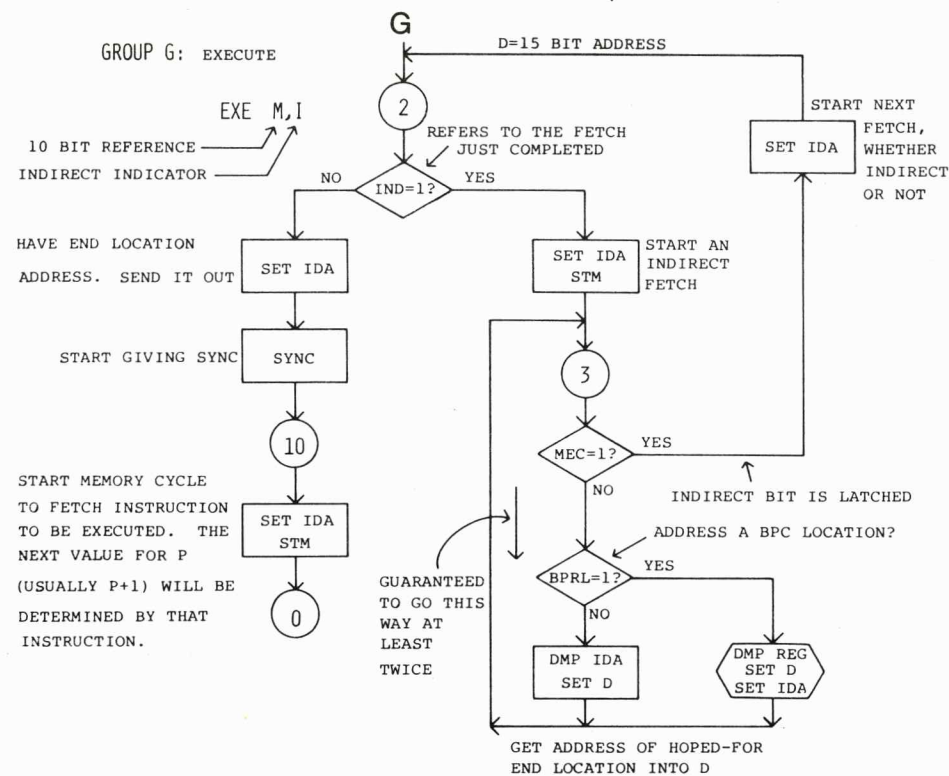 G
D=15 BIT ADDRESS
GROUP G: EXECUTE
2
EXE M,I
START NEXT
FETCH,
WHETHER
INDIRECT
OR NOT
SET IDA
REFERS TO THE FETCH
JUST COMPLETED
10 BIT REFERENCE
INDIRECT INDICATOR
NO
IND=1?
YES
HAVE END LOCATION
ADDRESS. SEND IT OUT
SET IDA
SET IDA
STM
START AN
INDIRECT
FETCH
START GIVING SYNC
SYNC
3
10
MEC=1?
YES
NO
INDIRECT BIT IS LATCHED
START MEMORY CYCLE
TO FETCH INSTRUCTION
TO BE EXECUTED. THE
NEXT VALUE FOR P
(USUALLY P+1) WILL BE
DETERMINED BY THAT
INSTRUCTION.
SET IDA
STM
0
ADDRESS A BPC LOCATION?
GUARANTEED
TO GO THIS
WAY AT
LEAST
TWICE
BPRL=1?
YES
NO
DMP IDA
SET D
DMP REG
SET D
SET IDA
GET ADDRESS OF HOPED-FOR
END LOCATION INTO D